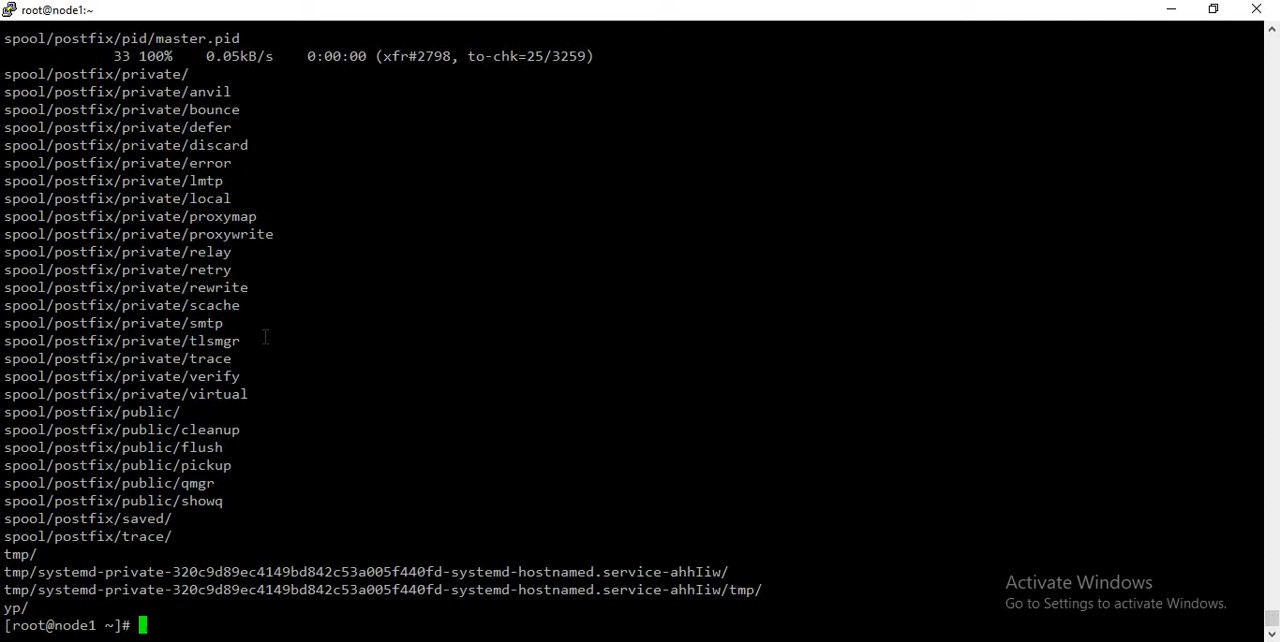 root@node1:~
spool/postfix/pid/master.pid
33 100% 0.05kB/s 0:00:00 (xfr#2798, to-chk=25/3259)
spool/postfix/private/
spool/postfix/private/anvil
spool/postfix/private/bounce
spool/postfix/private/defer
spool/postfix/private/discard
spool/postfix/private/error
spool/postfix/private/lmtp
spool/postfix/private/local
spool/postfix/private/proxymap
spool/postfix/private/proxywrite
spool/postfix/private/relay
spool/postfix/private/retry
spool/postfix/private/rewrite
spool/postfix/private/scache
spool/postfix/private/smtp
spool/postfix/private/tlsmgr
spool/postfix/private/trace
spool/postfix/private/verify
spool/postfix/private/virtual
spool/postfix/public/
spool/postfix/public/cleanup
spool/postfix/public/flush
spool/postfix/public/pickup
spool/postfix/public/qmgr
spool/postfix/public/showq
spool/postfix/saved/
spool/postfix/trace/
tmp/
tmp/systemd-private-320c9d89ec4149bd842c53a005f440fd-systemd-hostnamed.service-ahhIiw/
tmp/systemd-private-320c9d89ec4149bd842c53a005f440fd-systemd-hostnamed.service-ahhIiw/tmp/
yp/
[root@node1 ~]#
Activate Windows
Go to Settings to activate Windows.